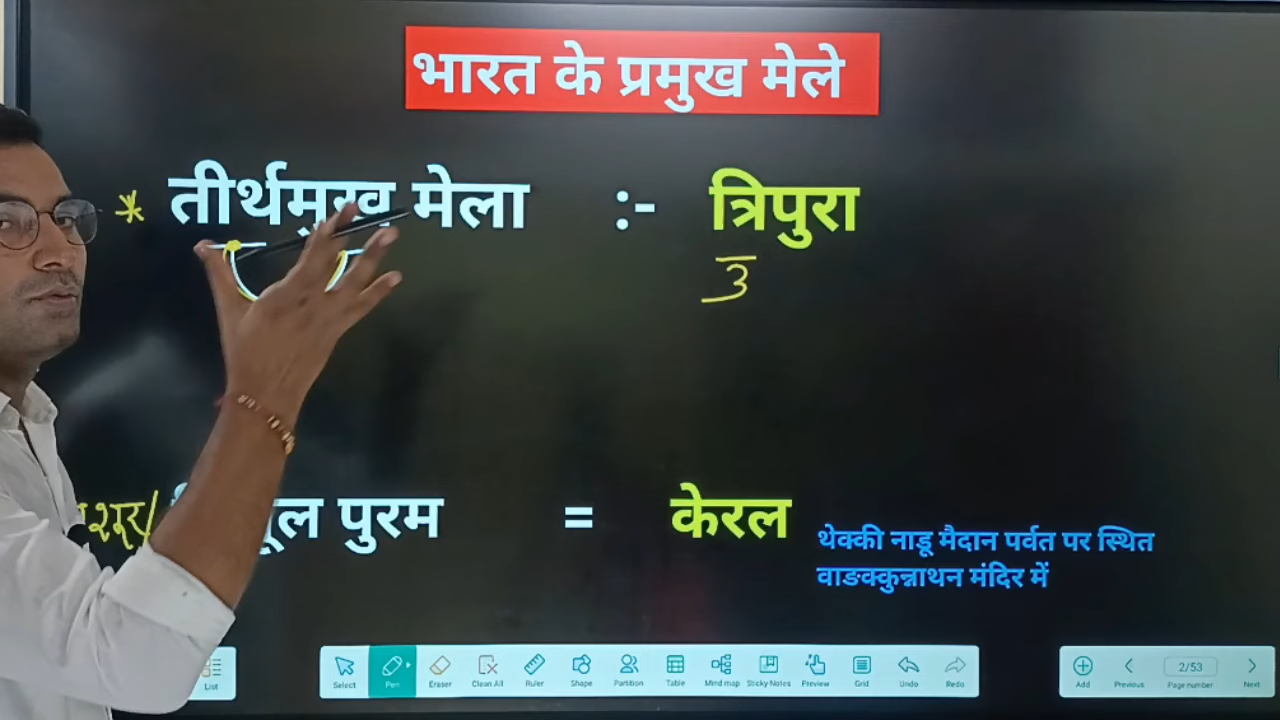 भारत के प्रमुख मेले
* तीर्थमुख मेला :- त्रिपुरा
3
पुरम = केरल
थेक्की नाडू मैदान पर्वत पर स्थित
वाङक्कुन्नाथन मंदिर में
List Select Pen Eraser Clean All Ruler Shape Partition Table Mind map Sticky Notes Preview Grid Undo Redo Add Previous 2/53 Page number Next